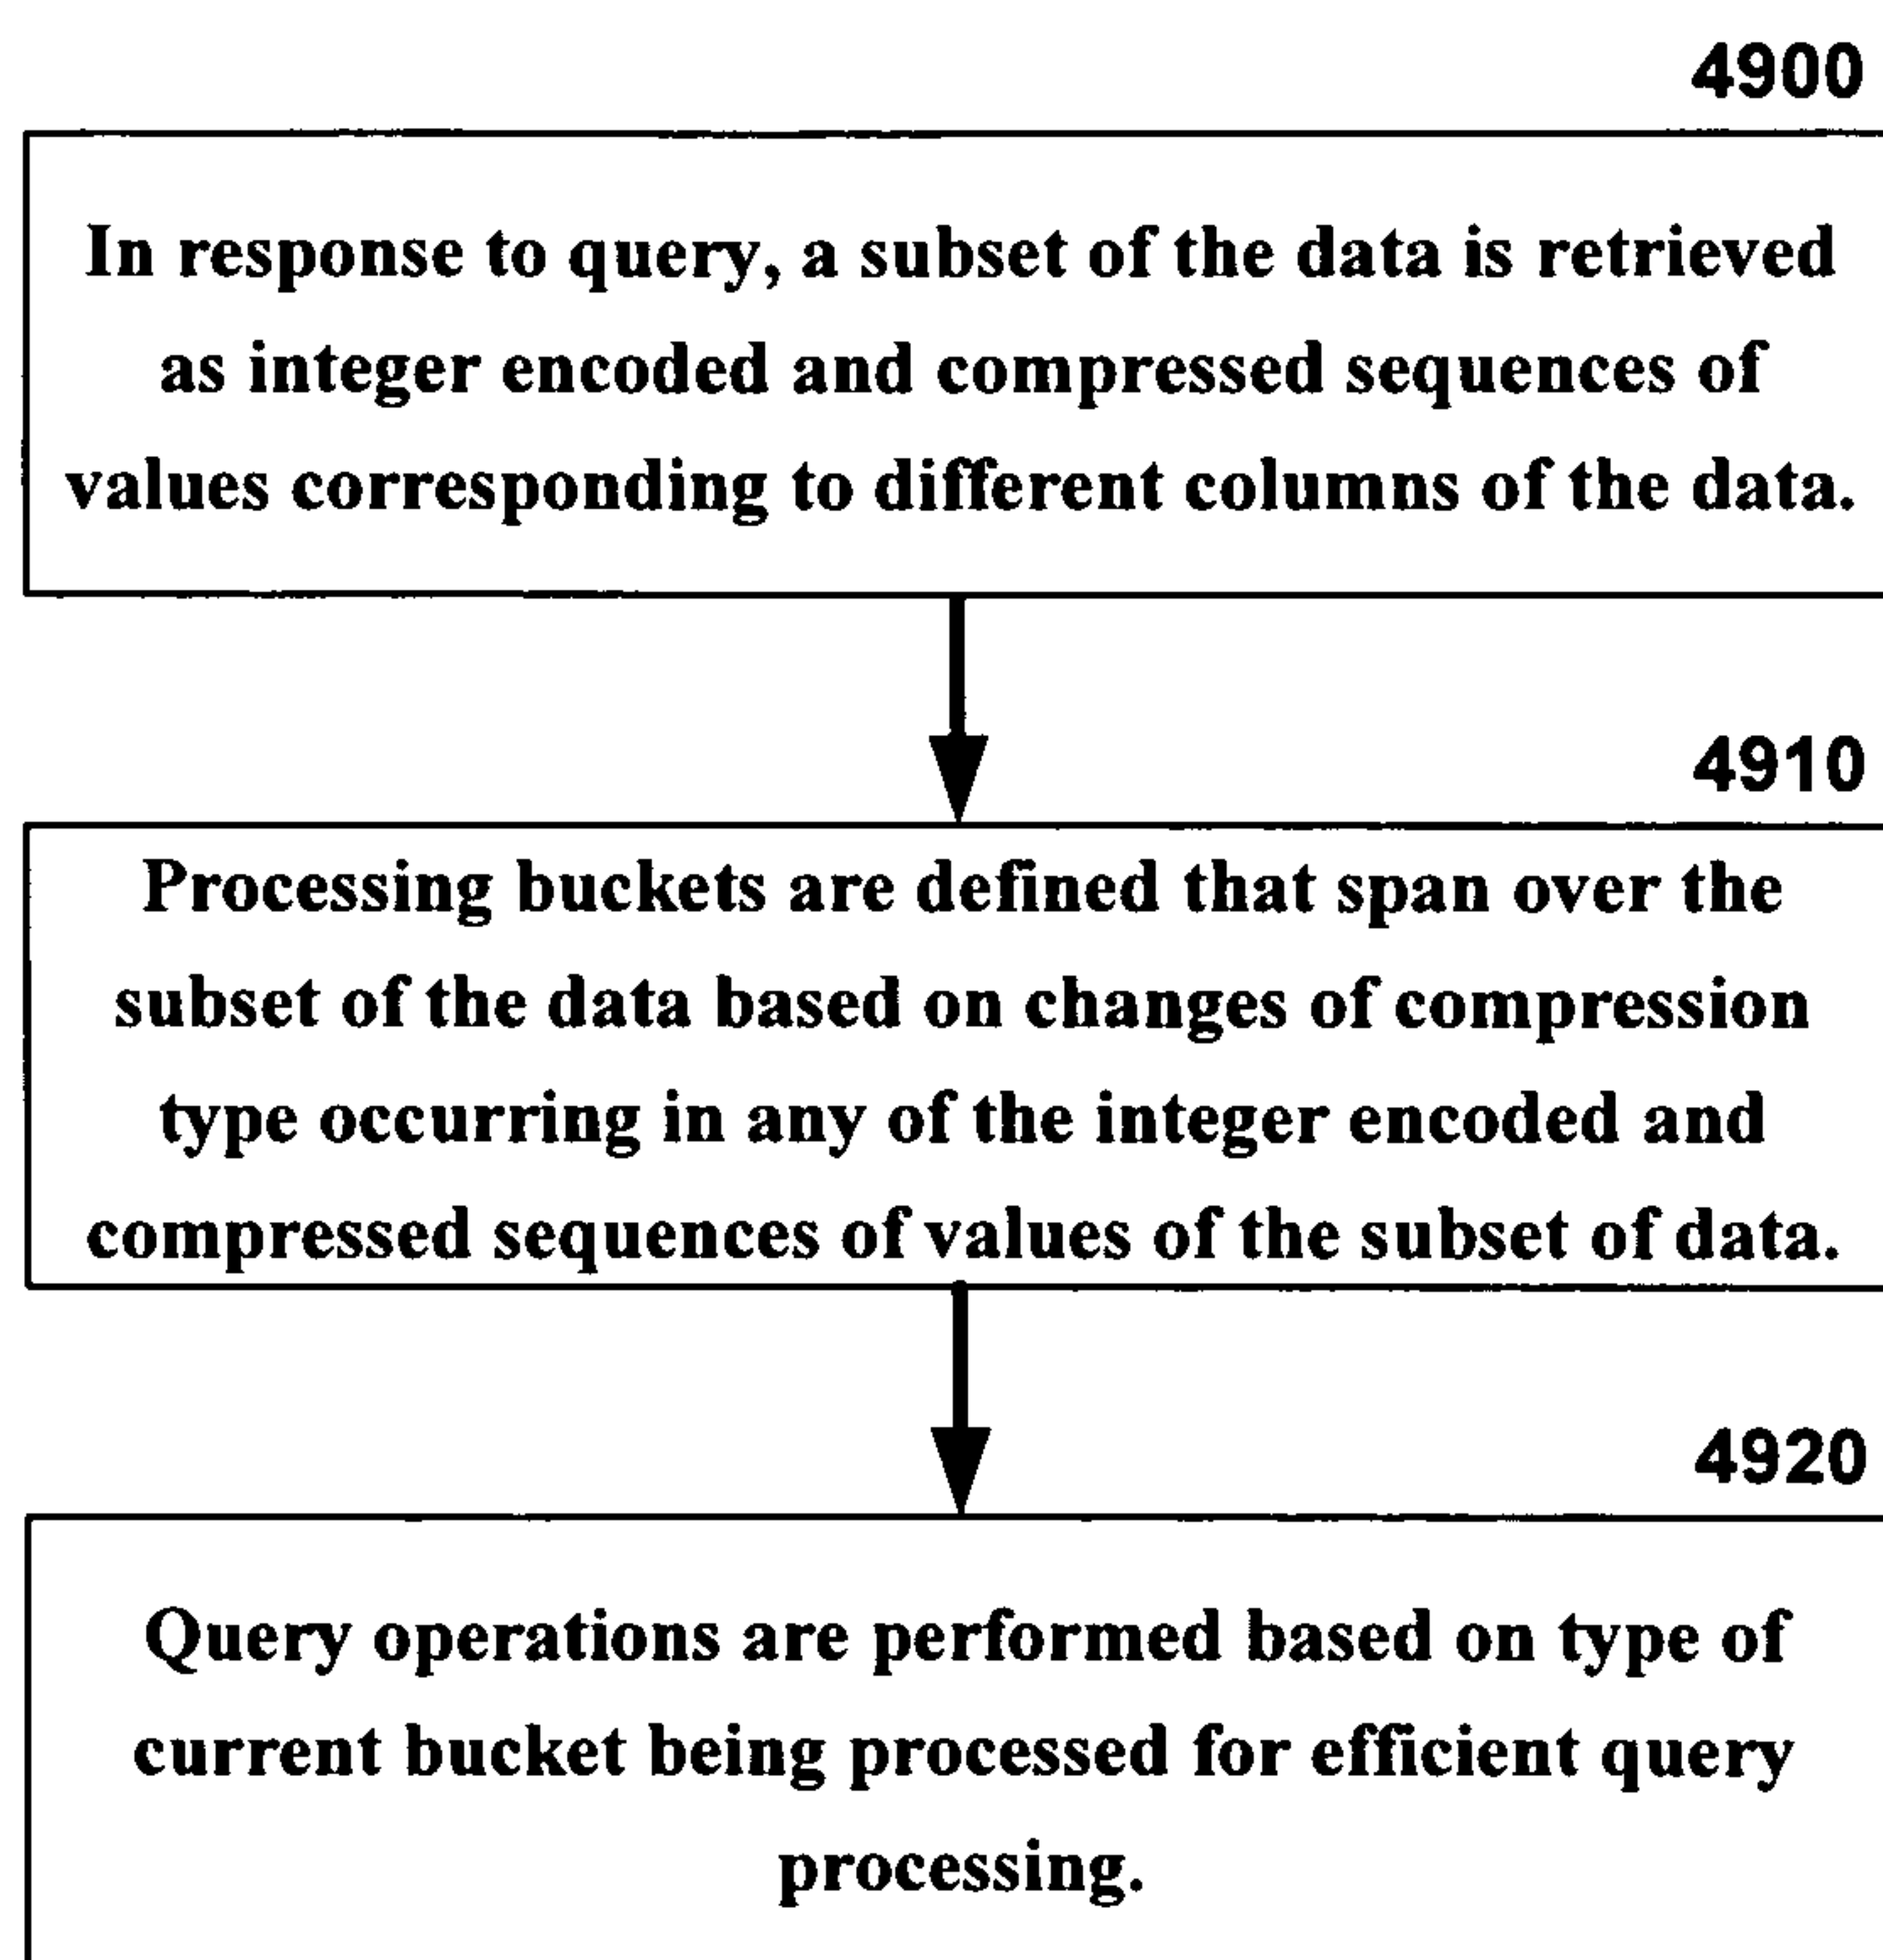 4900
In response to query, a subset of the data is retrieved
as integer encoded and compressed sequences of
values corresponding to different columns of the data.
4910
Processing buckets are defined that span over the
subset of the data based on changes of compression
type occurring in any of the integer encoded and
compressed sequences of values of the subset of data.
4920
Query operations are performed based on type of
current bucket being processed for efficient query
processing.